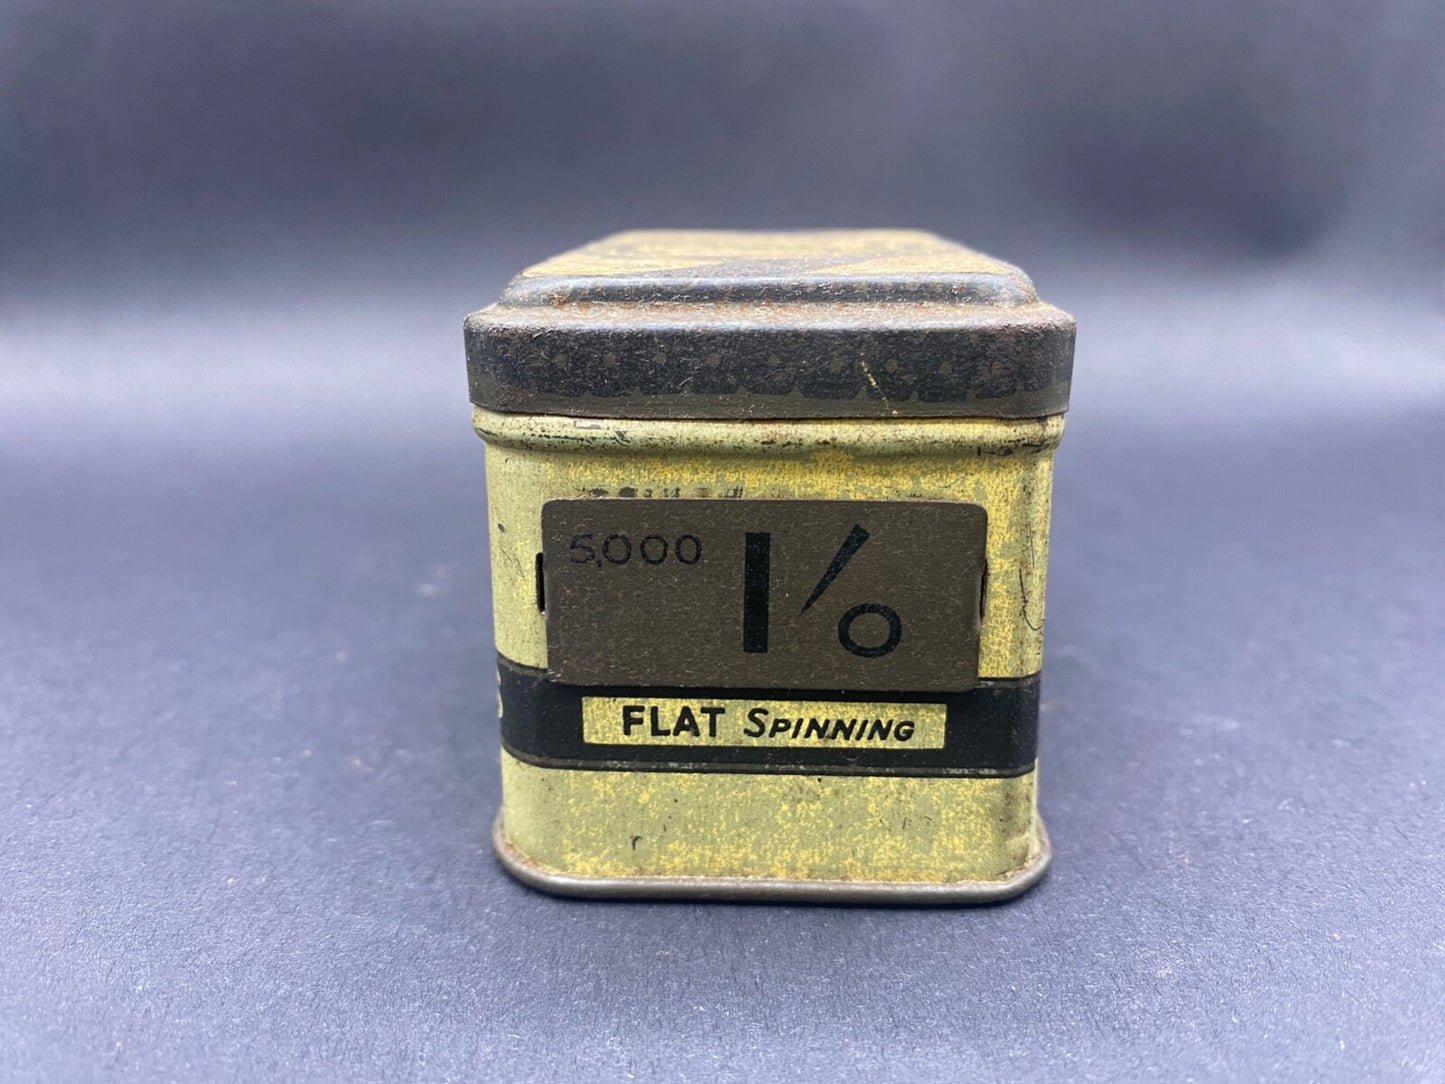 5,000 1/0
FLAT SPINNING